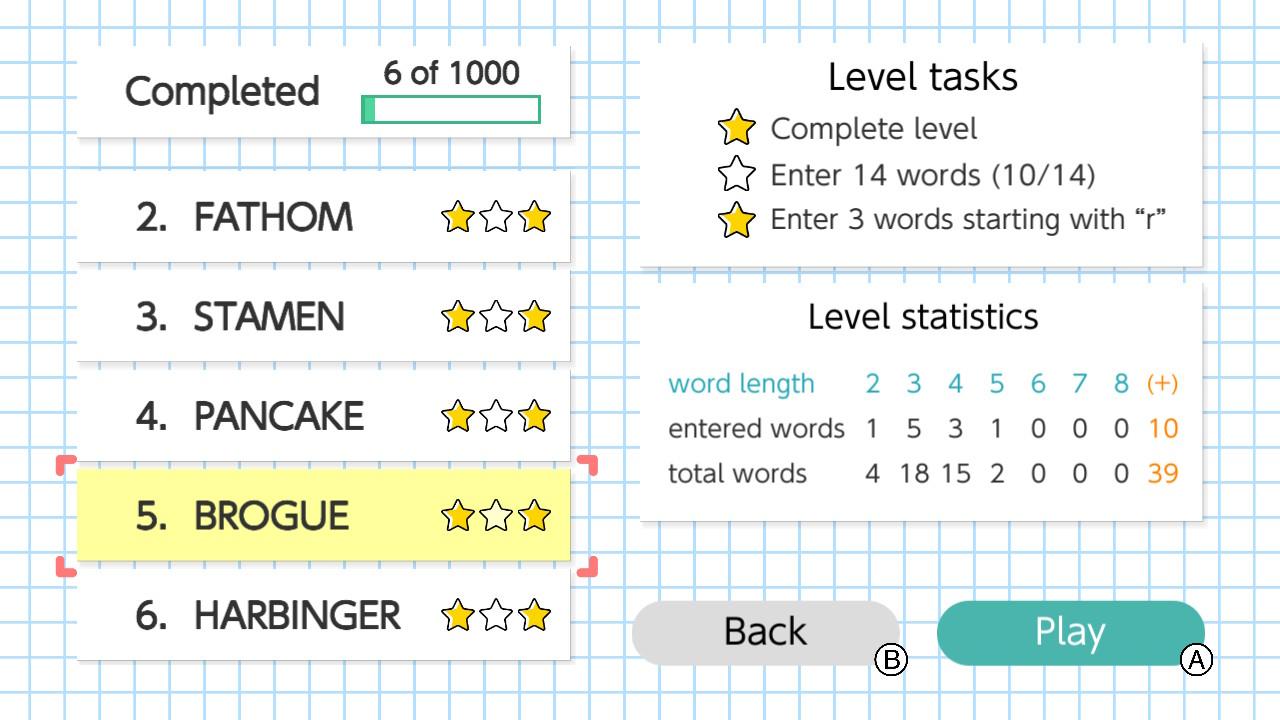 Completed
6 of 1000
2. FATHOM
3. STAMEN
4. PANCAKE
5. BROGUE
6. HARBINGER
Level tasks
Complete level
Enter 14 words (10/14)
Enter 3 words starting with “r”
Level statistics
word length 2 3 4 5 6 7 8 (+)
entered words 1 5 3 1 0 0 0 10
total words 4 18 15 2 0 0 0 39
Back
B
Play
A